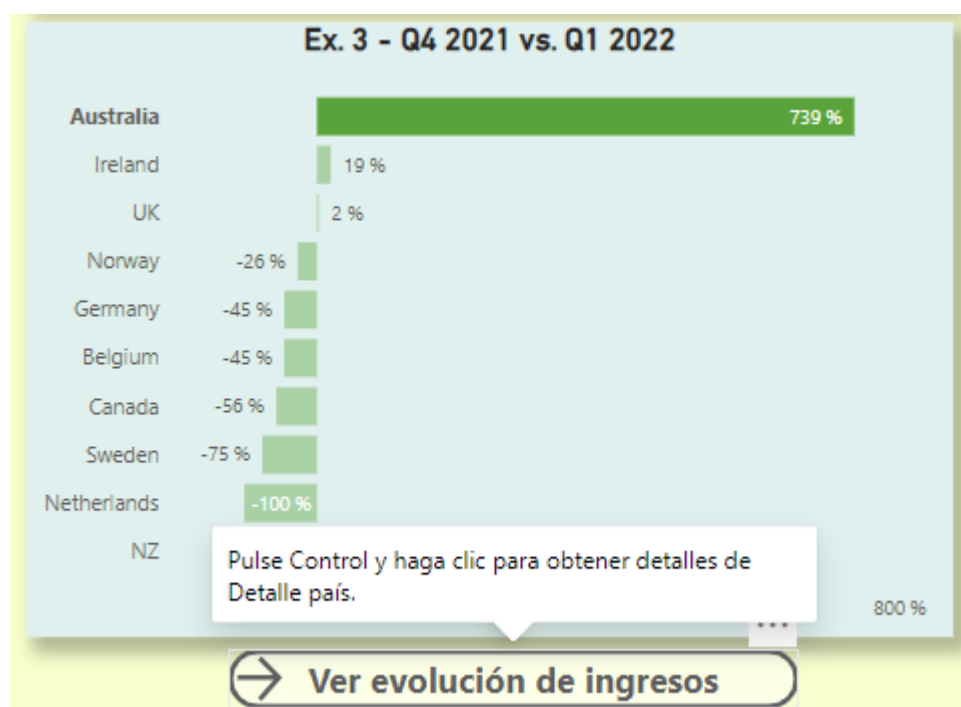 Ex. 3 - Q4 2021 vs. Q1 2022
Australia 739 %
Ireland 19 %
UK 2 %
Norway -26 %
Germany -45 %
Belgium -45 %
Canada -56 %
Sweden -75 %
Netherlands -100 %
NZ
Pulse Control y haga clic para obtener detalles de
Detalle país.
800 %
Ver evolución de ingresos